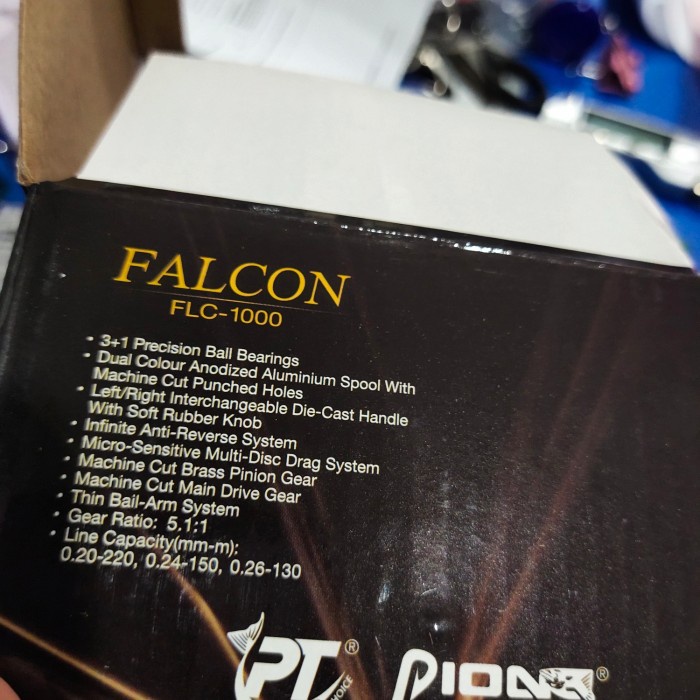 FALCON
FLC-1000
• 3+1 Precision Ball Bearings
• Dual Colour Anodized Aluminium Spool With
Machine Cut Punched Holes
• Left/Right Interchangeable Die-Cast Handle
With Soft Rubber Knob
• Infinite Anti-Reverse System
• Micro-Sensitive Multi-Disc Drag System
• Machine Cut Brass Pinion Gear
• Machine Cut Main Drive Gear
• Thin Bail-Arm System
• Gear Ratio: 5.1:1
• Line Capacity(mm-m):
0.20-220, 0.24-150, 0.26-130
PT®